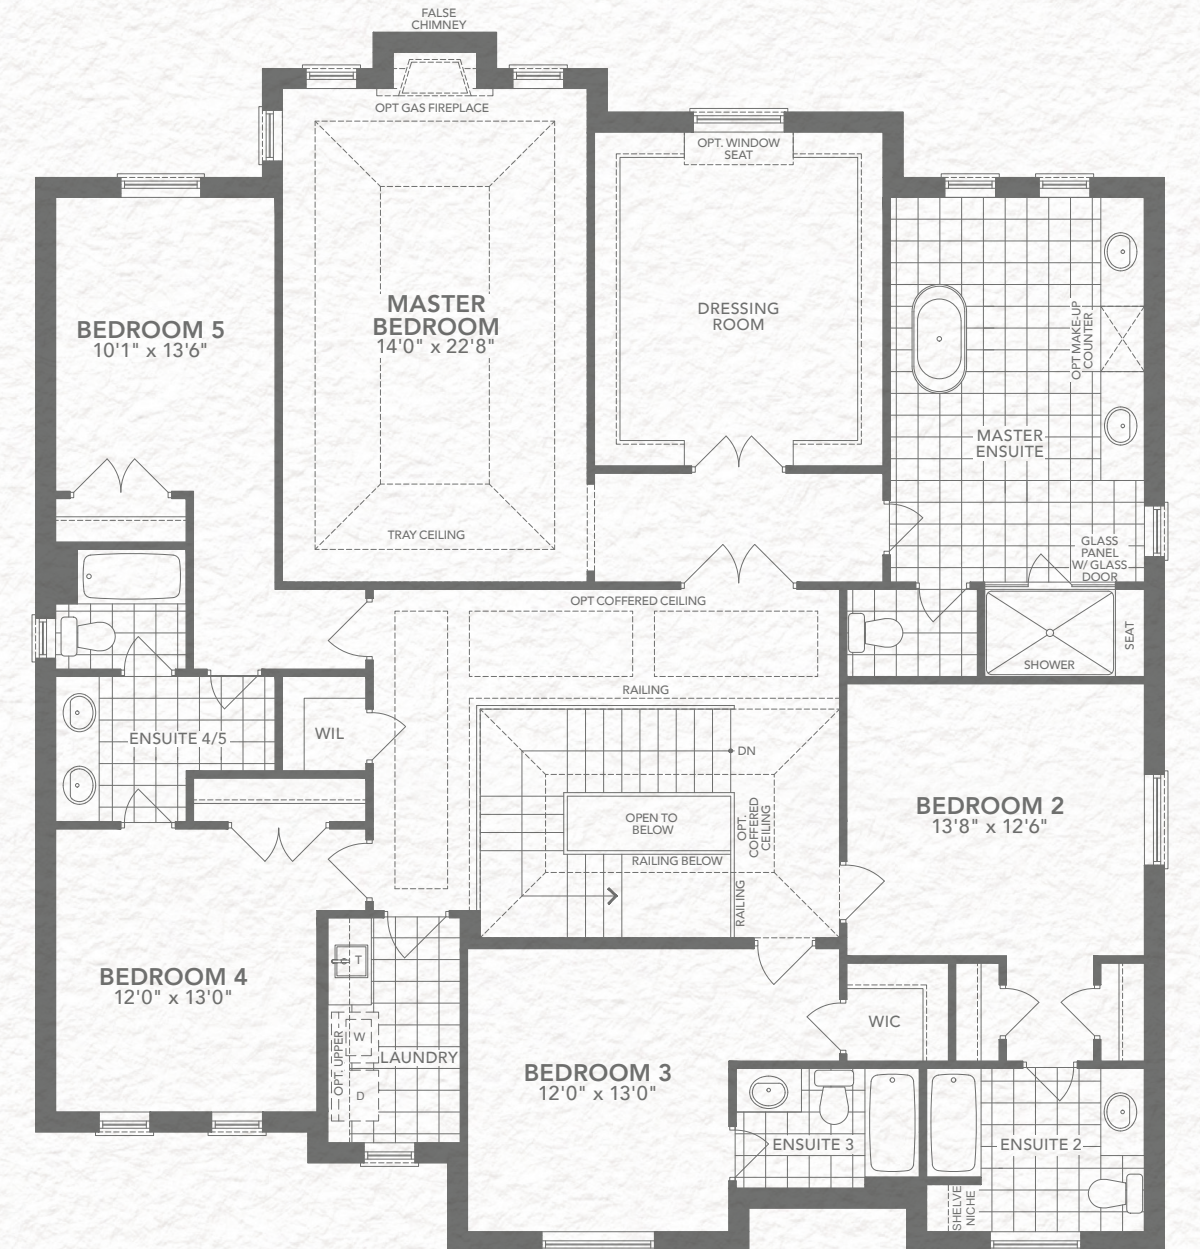 FALSE
CHIMNEY
OPT GAS FIREPLACE
OPT. WINDOW
SEAT
MASTER
BEDROOM
14'0" x 22'8"
BEDROOM 5
10'1" x 13'6"
DRESSING
ROOM
OPT MAKE-UP
COUNTER
MASTER
ENSUITE
TRAY CEILING
GLASS
PANEL
W/ GLASS
DOOR
OPT COFFERED CEILING
SEAT
SHOWER
RAILING
WIL
ENSUITE 4/5
DN
OPEN TO
BELOW
OPT.
COFFERED
CEILING
BEDROOM 2
13'8" x 12'6"
RAILING BELOW
RAILING
BEDROOM 4
12'0" x 13'0"
T
WIC
W
OPT. UPPER
LAUNDRY
D
BEDROOM 3
12'0" x 13'0"
ENSUITE 3
ENSUITE 2
SHELVE
NICHE